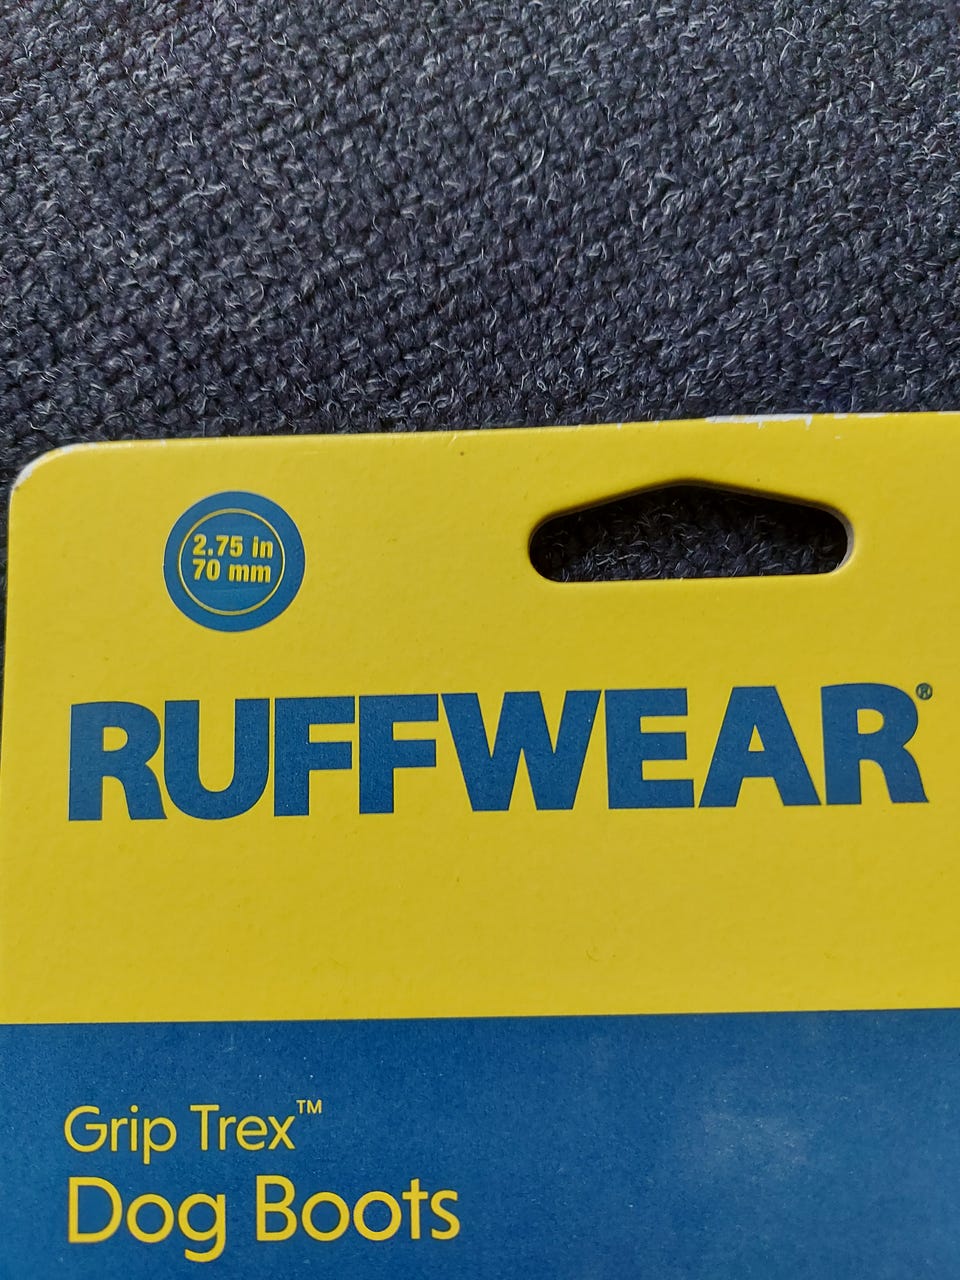 2.75 in
70 mm
RUFFWEAR®
Grip Trex™
Dog Boots